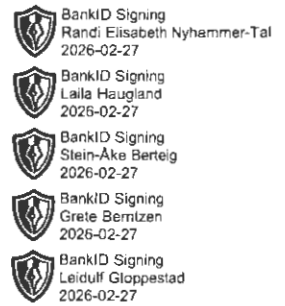 BankID Signing
Randi Elisabeth Nyhammer-Tal
2026-02-27
BankID Signing
Laila Haugland
2026-02-27
BankID Signing
Stein-Åke Berteig
2026-02-27
BankID Signing
Grete Berntzen
2026-02-27
BankID Signing
Leidulf Gloppestad
2026-02-27